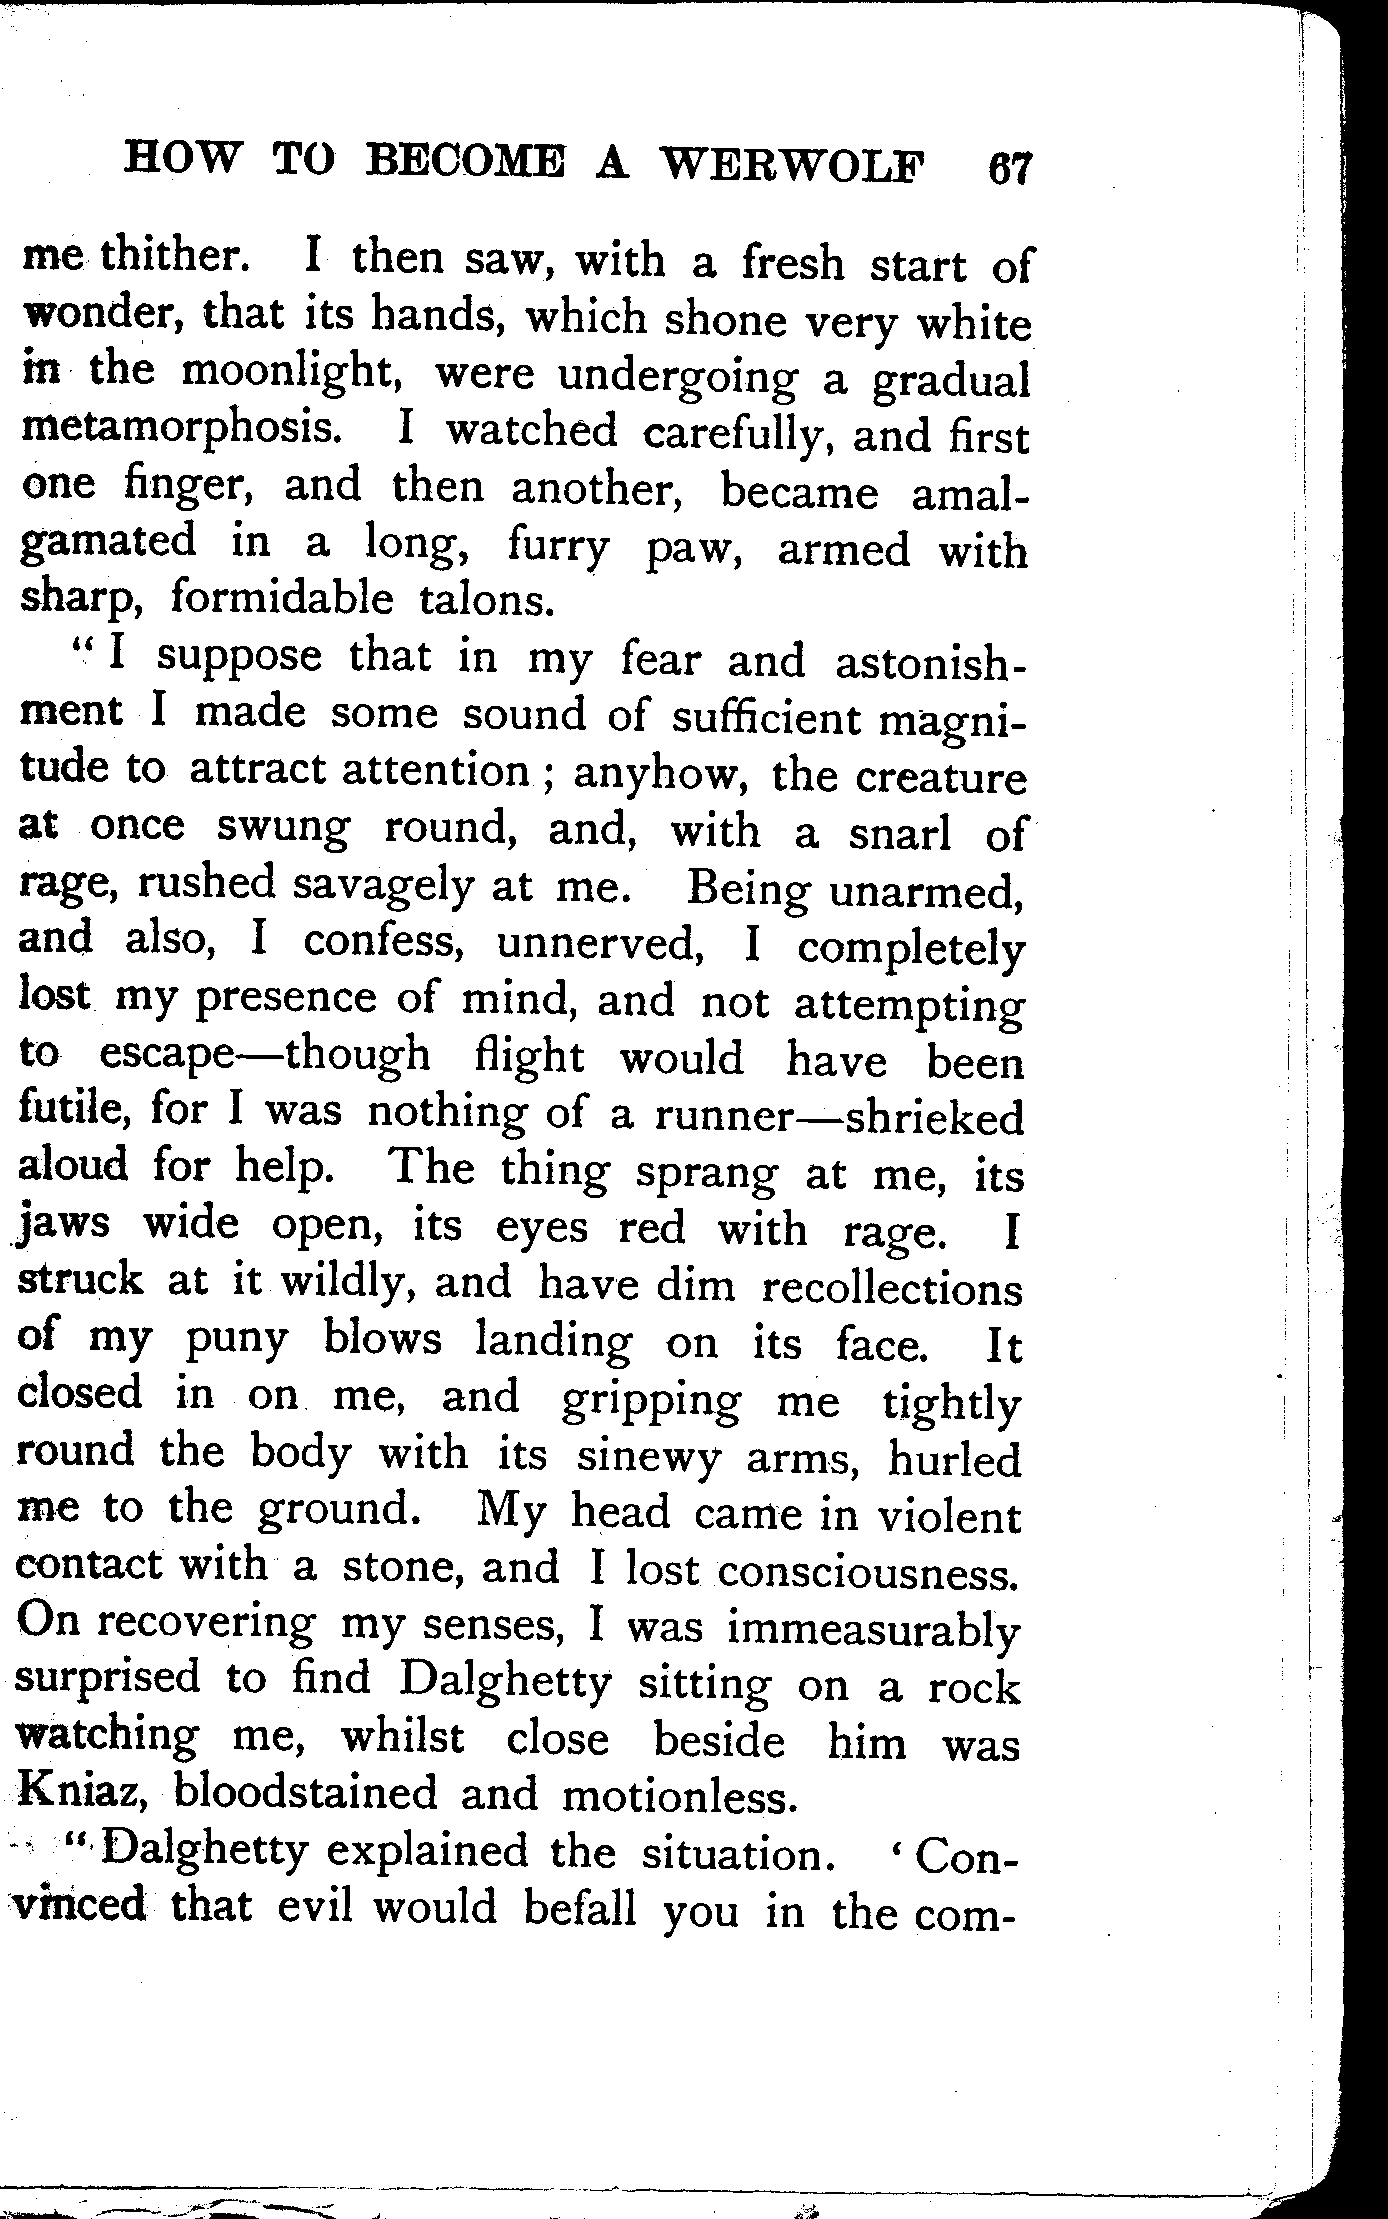 HOW TO BECOME A WERWOLF 67
me thither. I then saw, with a fresh start of
wonder, that its hands, which shone very white
in the moonlight, were undergoing a gradual
metamorphosis. I watched carefully, and first
one finger, and then another, became amal-
gamated in a long, furry paw, armed with
sharp, formidable talons.
“ I suppose that in my fear and astonish-
ment I made some sound of sufficient magni-
tude to attract attention ; anyhow, the creature
at once swung round, and, with a snarl of
rage, rushed savagely at me. Being unarmed,
and also, I confess, unnerved, I completely
lost my presence of mind, and not attempting
to escape—though flight would have been
futile, for I was nothing of a runner—shrieked
aloud for help. The thing sprang at me, its
jaws wide open, its eyes red with rage. I
struck at it wildly, and have dim recollections
of my puny blows landing on its face. It
closed in on me, and gripping me tightly
round the body with its sinewy arms, hurled
me to the ground. My head came in violent
contact with a stone, and I lost consciousness.
On recovering my senses, I was immeasurably
surprised to find Dalghetty sitting on a rock
watching me, whilst close beside him was
Kniaz, bloodstained and motionless.
“ Dalghetty explained the situation. ‘ Con-
vinced that evil would befall you in the com-